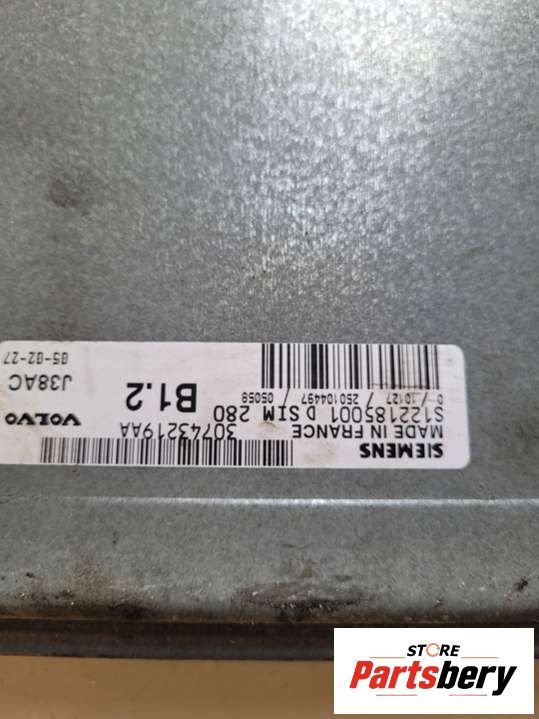 SIEMENS
MADE IN FRANCE
S122185001 D SIM 280
0 / 10127 / 250104497 / 05058
30743219AA
B1.2
VOLVO
J38AC
05-02-27
STORE
Partsbery